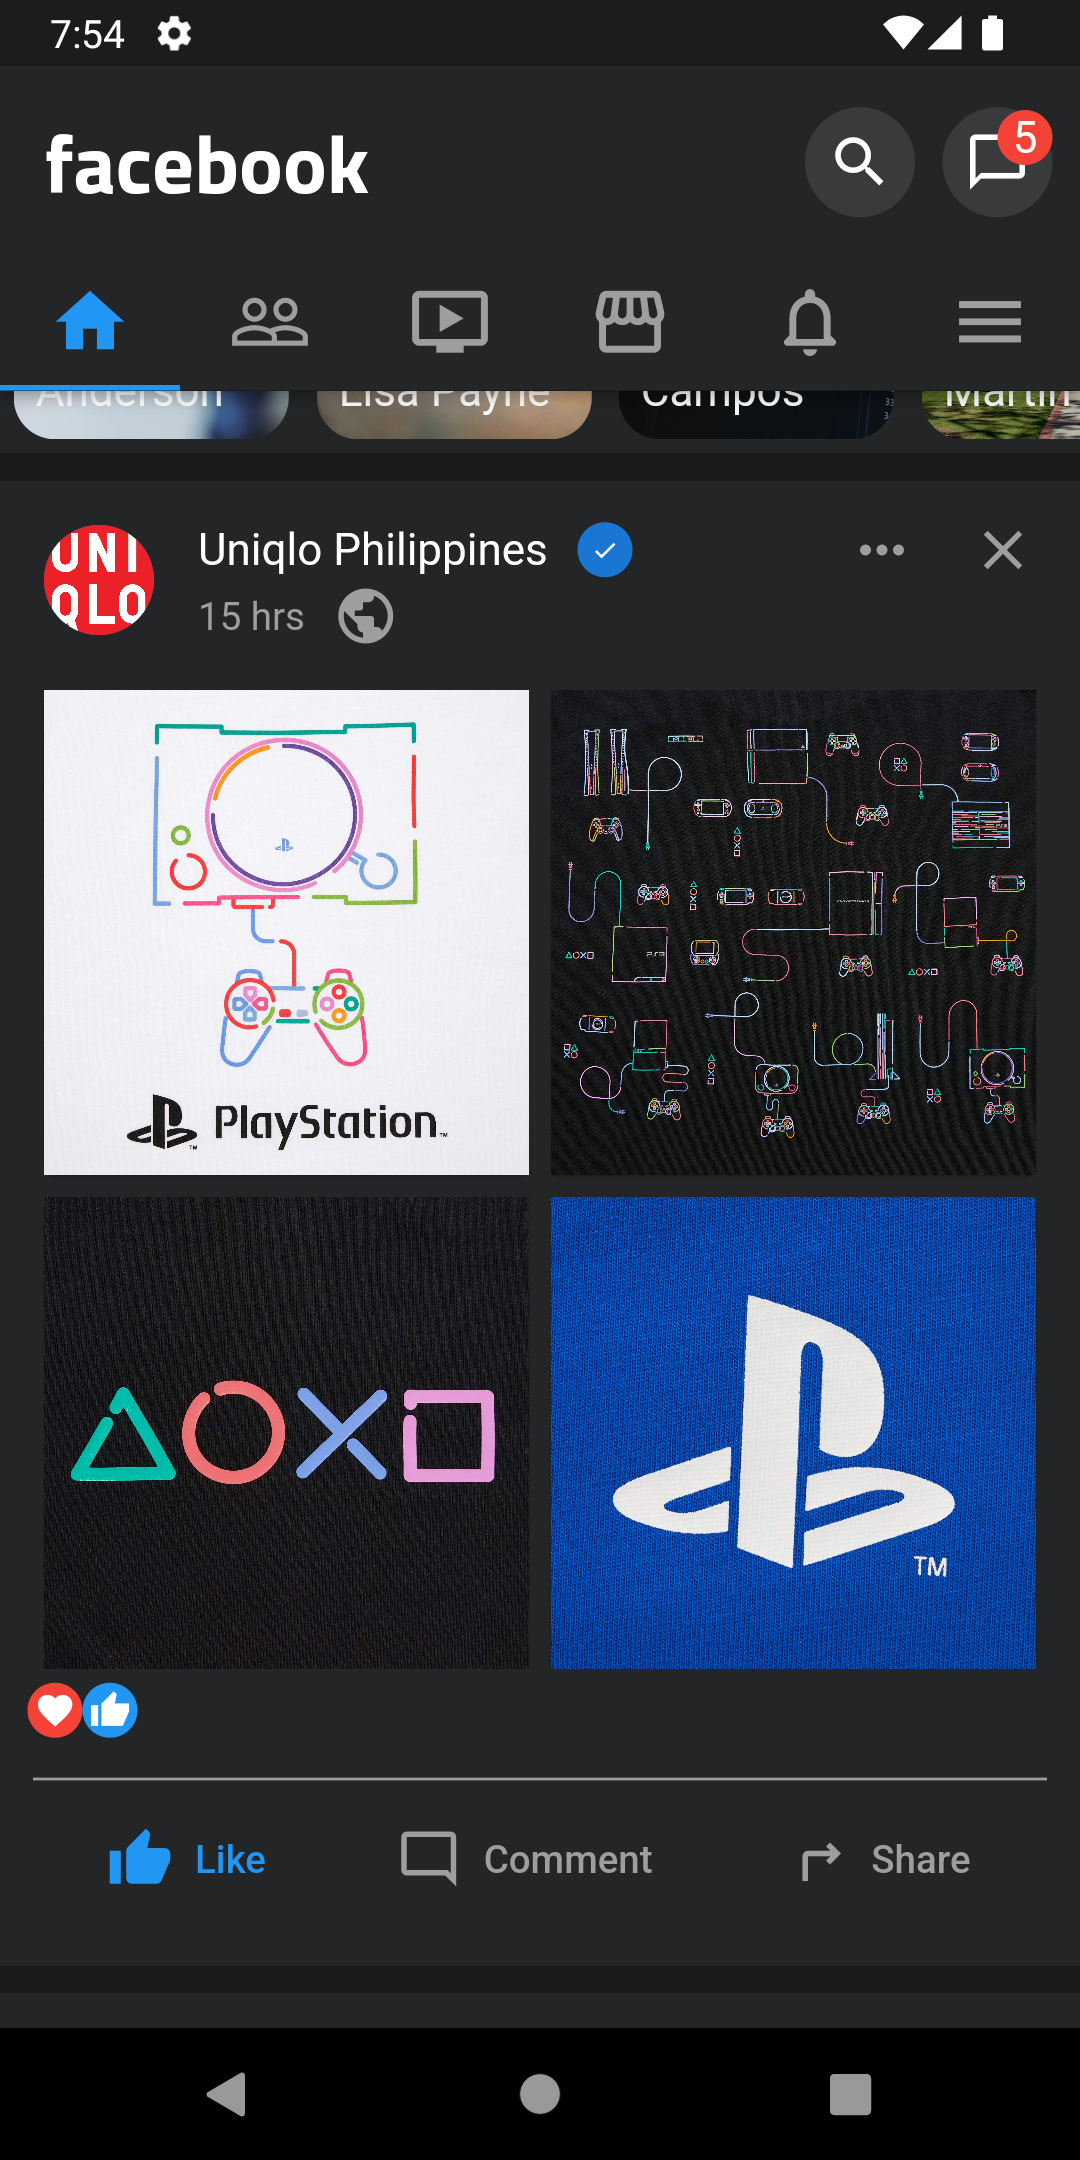 7:54
facebook
5
Anderson
Lisa Payne
Campos
Martin
UNI
QLO
Uniqlo Philippines
15 hrs
PlayStation™
TM
Like
Comment
Share